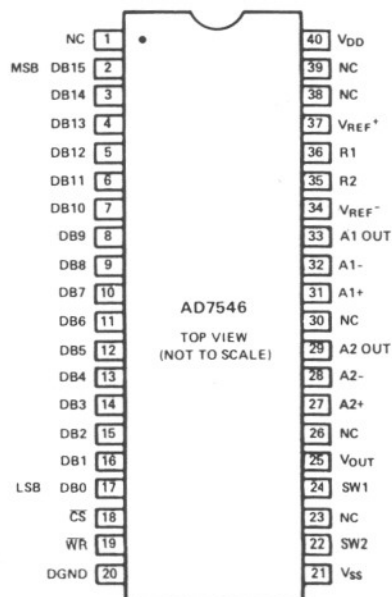 NC 1 40 VDD
MSB DB15 2 39 NC
DB14 3 38 NC
DB13 4 37 VREF+
DB12 5 36 R1
DB11 6 35 R2
DB10 7 34 VREF-
DB9 8 33 A1 OUT
DB8 9 32 A1-
DB7 10 31 A1+
DB6 11 30 NC
DB5 12 29 A2 OUT
DB4 13 28 A2-
DB3 14 27 A2+
DB2 15 26 NC
DB1 16 25 VOUT
LSB DB0 17 24 SW1
C̅S̅ 18 23 NC
W̅R̅ 19 22 SW2
DGND 20 21 VSS
AD7546
TOP VIEW
(NOT TO SCALE)